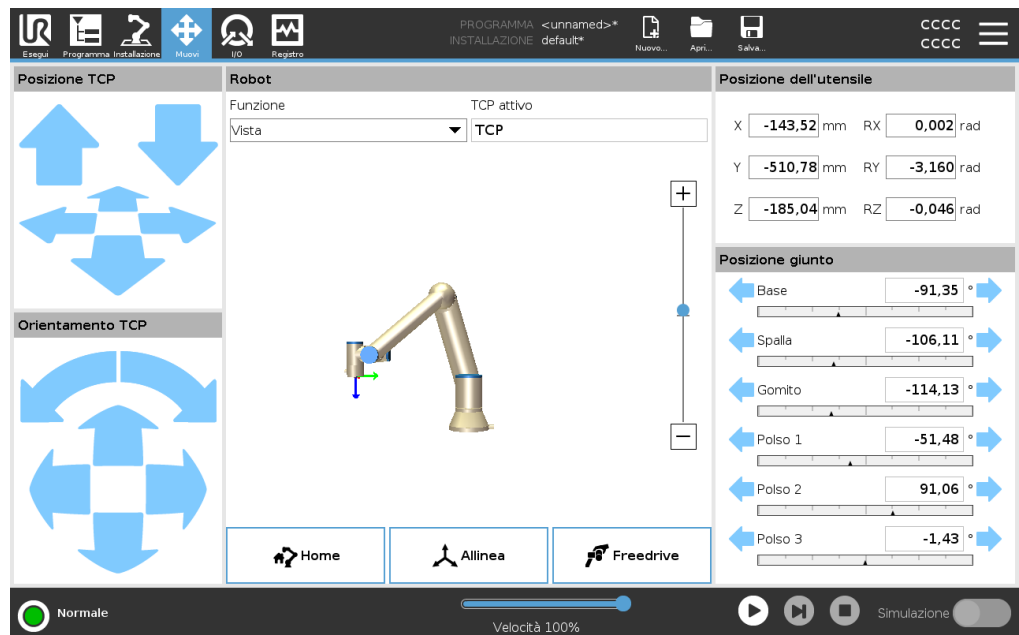 UR
Esegui
Programma
Installazione
Muovi
I/O
Registro
PROGRAMMA <unnamed>*
INSTALLAZIONE default*
Nuovo...
Apri...
Salva...
CCCC
CCCC
Posizione TCP
Orientamento TCP
Robot
Funzione
Vista
TCP attivo
TCP
+
−
Home
Allinea
Freedrive
Posizione dell'utensile
X -143,52 mm RX 0,002 rad
Y -510,78 mm RY -3,160 rad
Z -185,04 mm RZ -0,046 rad
Posizione giunto
Base -91,35 °
Spalla -106,11 °
Gomito -114,13 °
Polso 1 -51,48 °
Polso 2 91,06 °
Polso 3 -1,43 °
Normale
Velocità 100%
Simulazione